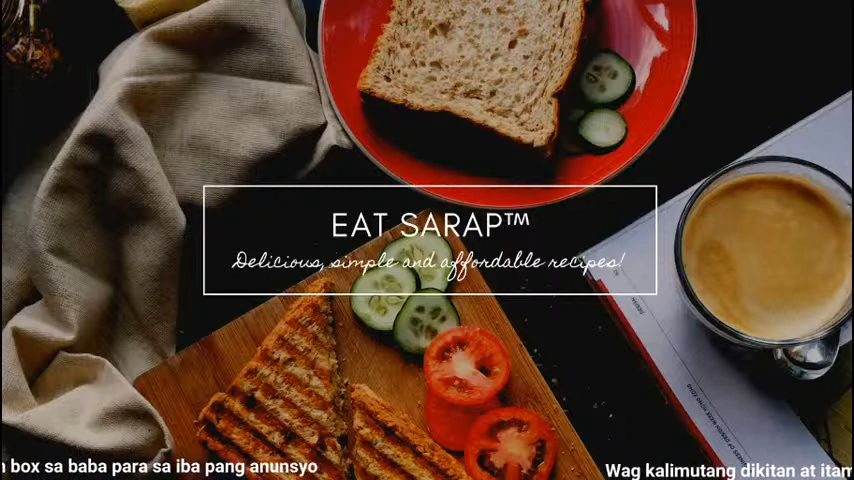 EAT SARAP™
Delicious, simple and affordable recipes!
box sa baba para sa iba pang anunsyo
Wag kalimutang dikitan at itam